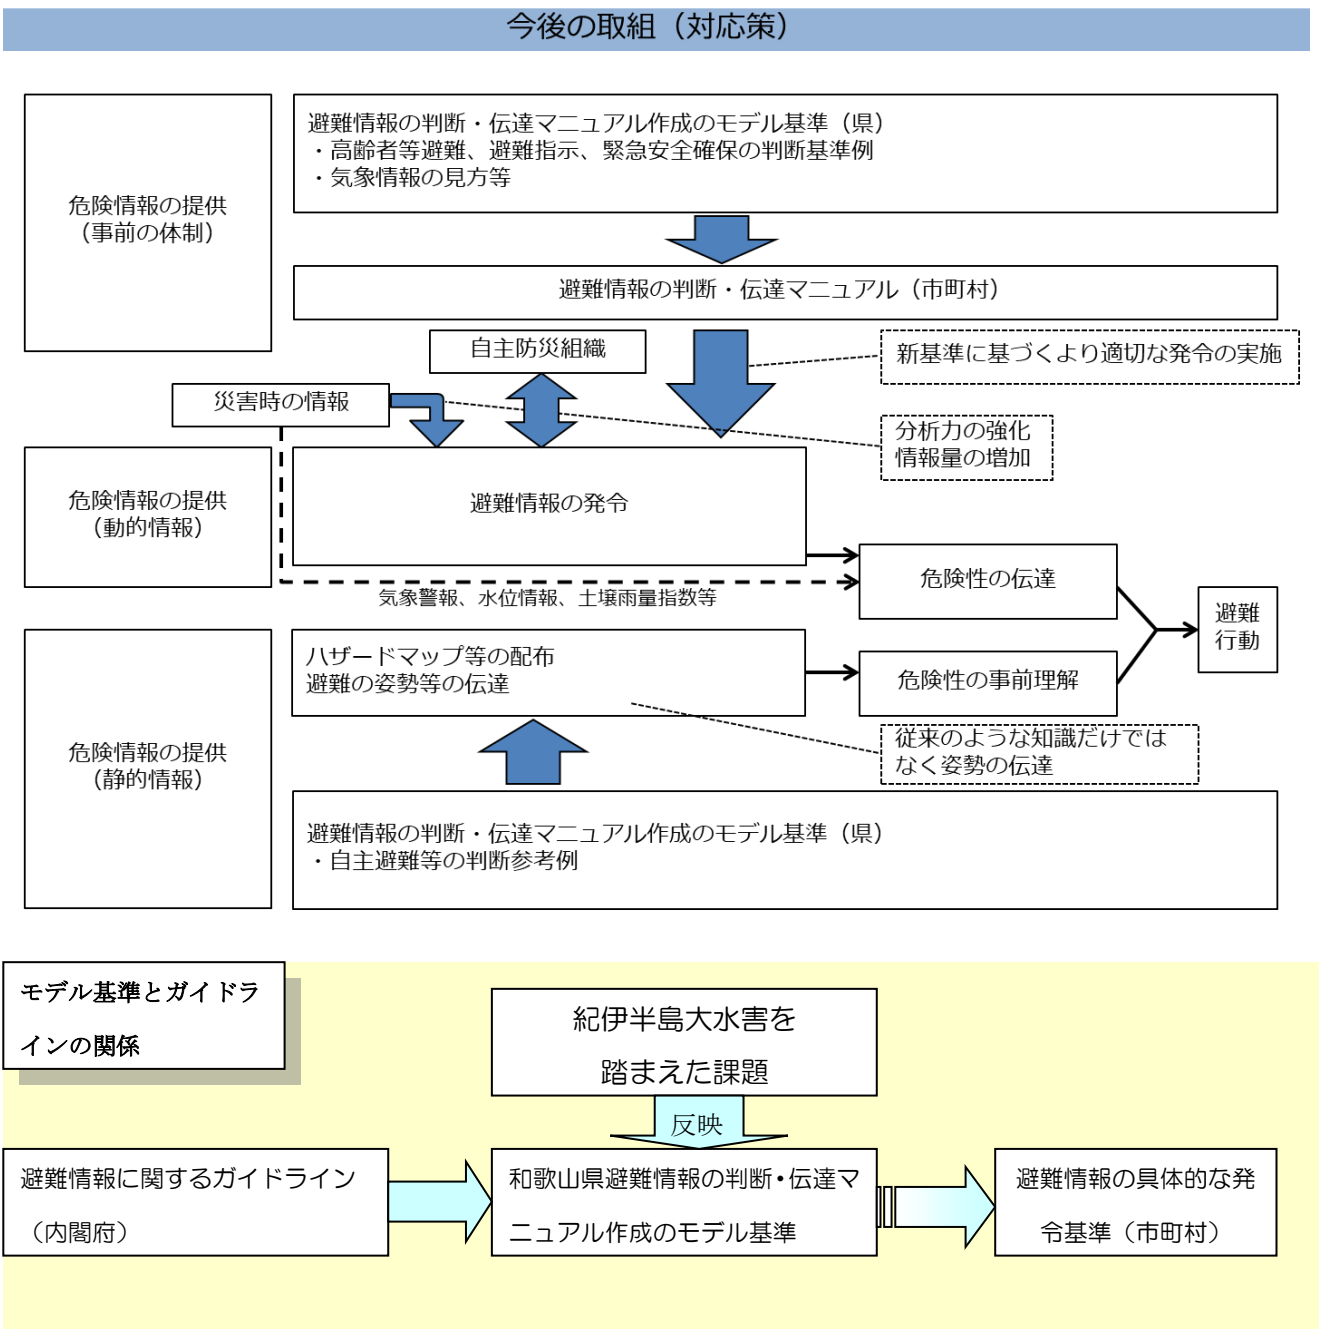 今後の取組（対応策）
危険情報の提供
（事前の体制）
避難情報の判断・伝達マニュアル作成のモデル基準（県）
・高齢者等避難、避難指示、緊急安全確保の判断基準例
・気象情報の見方等
避難情報の判断・伝達マニュアル（市町村）
自主防災組織
新基準に基づくより適切な発令の実施
災害時の情報
分析力の強化
情報量の増加
危険情報の提供
（動的情報）
避難情報の発令
危険性の伝達
気象警報、水位情報、土壌雨量指数等
避難
行動
ハザードマップ等の配布
避難の姿勢等の伝達
危険性の事前理解
危険情報の提供
（静的情報）
従来のような知識だけでは
なく姿勢の伝達
避難情報の判断・伝達マニュアル作成のモデル基準（県）
・自主避難等の判断参考例
モデル基準とガイドラ
インの関係
紀伊半島大水害を
踏まえた課題
反映
避難情報に関するガイドライン
（内閣府）
和歌山県避難情報の判断・伝達マ
ニュアル作成のモデル基準
避難情報の具体的な発
令基準（市町村）